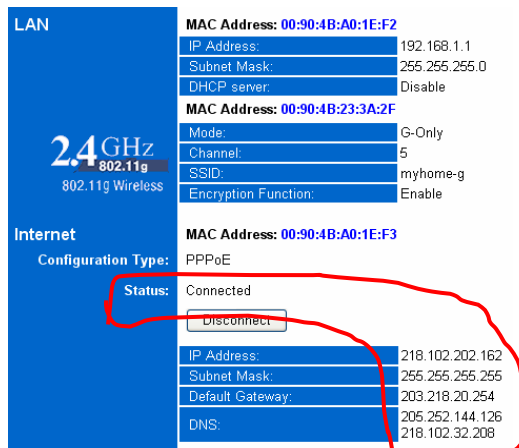 LAN
MAC Address: 00:90:4B:A0:1E:F2
IP Address: 192.168.1.1
Subnet Mask: 255.255.255.0
DHCP server: Disable
MAC Address: 00:90:4B:23:3A:2F
2.4 GHz
802.11g
802.11g Wireless
Mode: G-Only
Channel: 5
SSID: myhome-g
Encryption Function: Enable
Internet
MAC Address: 00:90:4B:A0:1E:F3
Configuration Type: PPPoE
Status: Connected
Disconnect
IP Address: 218.102.202.162
Subnet Mask: 255.255.255.255
Default Gateway: 203.218.20.254
DNS: 205.252.144.126
218.102.32.208